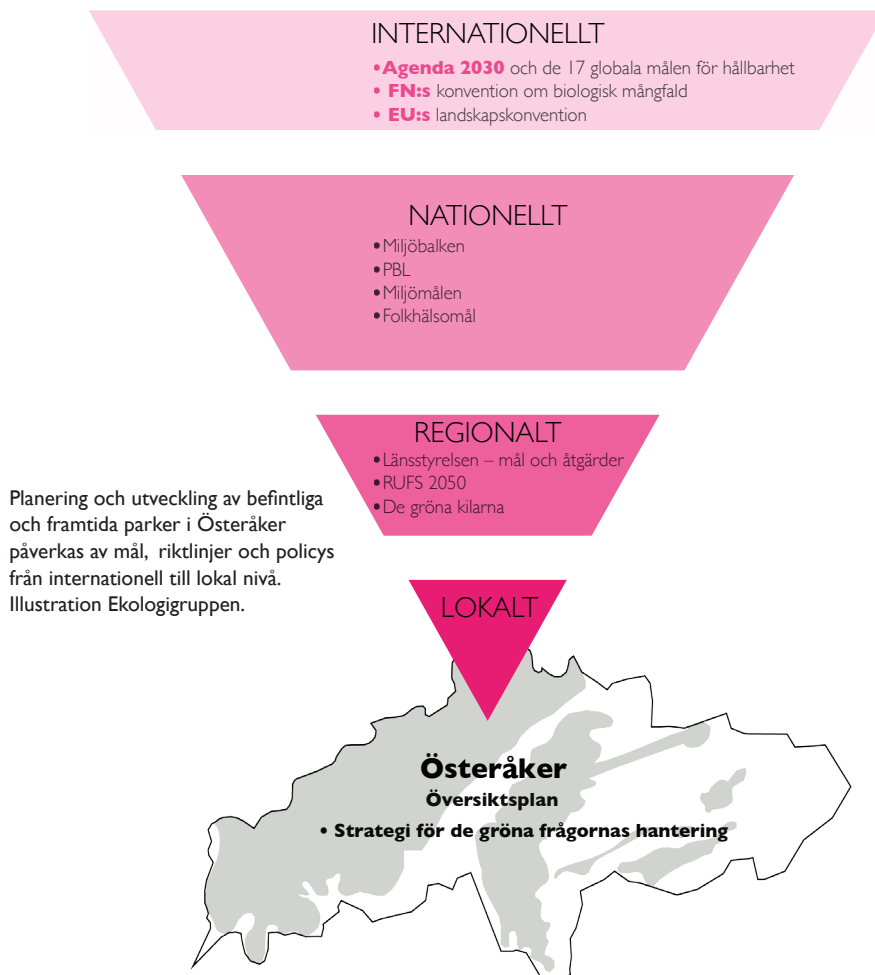 INTERNATIONELLT
•Agenda 2030 och de 17 globala målen för hållbarhet
• FN:s konvention om biologisk mångfald
• EU:s landskapskonvention
NATIONELLT
•Miljöbalken
•PBL
•Miljömålen
•Folkhälsomål
REGIONALT
•Länsstyrelsen – mål och åtgärder
•RUFS 2050
•De gröna kilarna
Planering och utveckling av befintliga
och framtida parker i Österåker
påverkas av mål, riktlinjer och policys
från internationell till lokal nivå.
Illustration Ekologigruppen.
LOKALT
Österåker
Översiktsplan
• Strategi för de gröna frågornas hantering